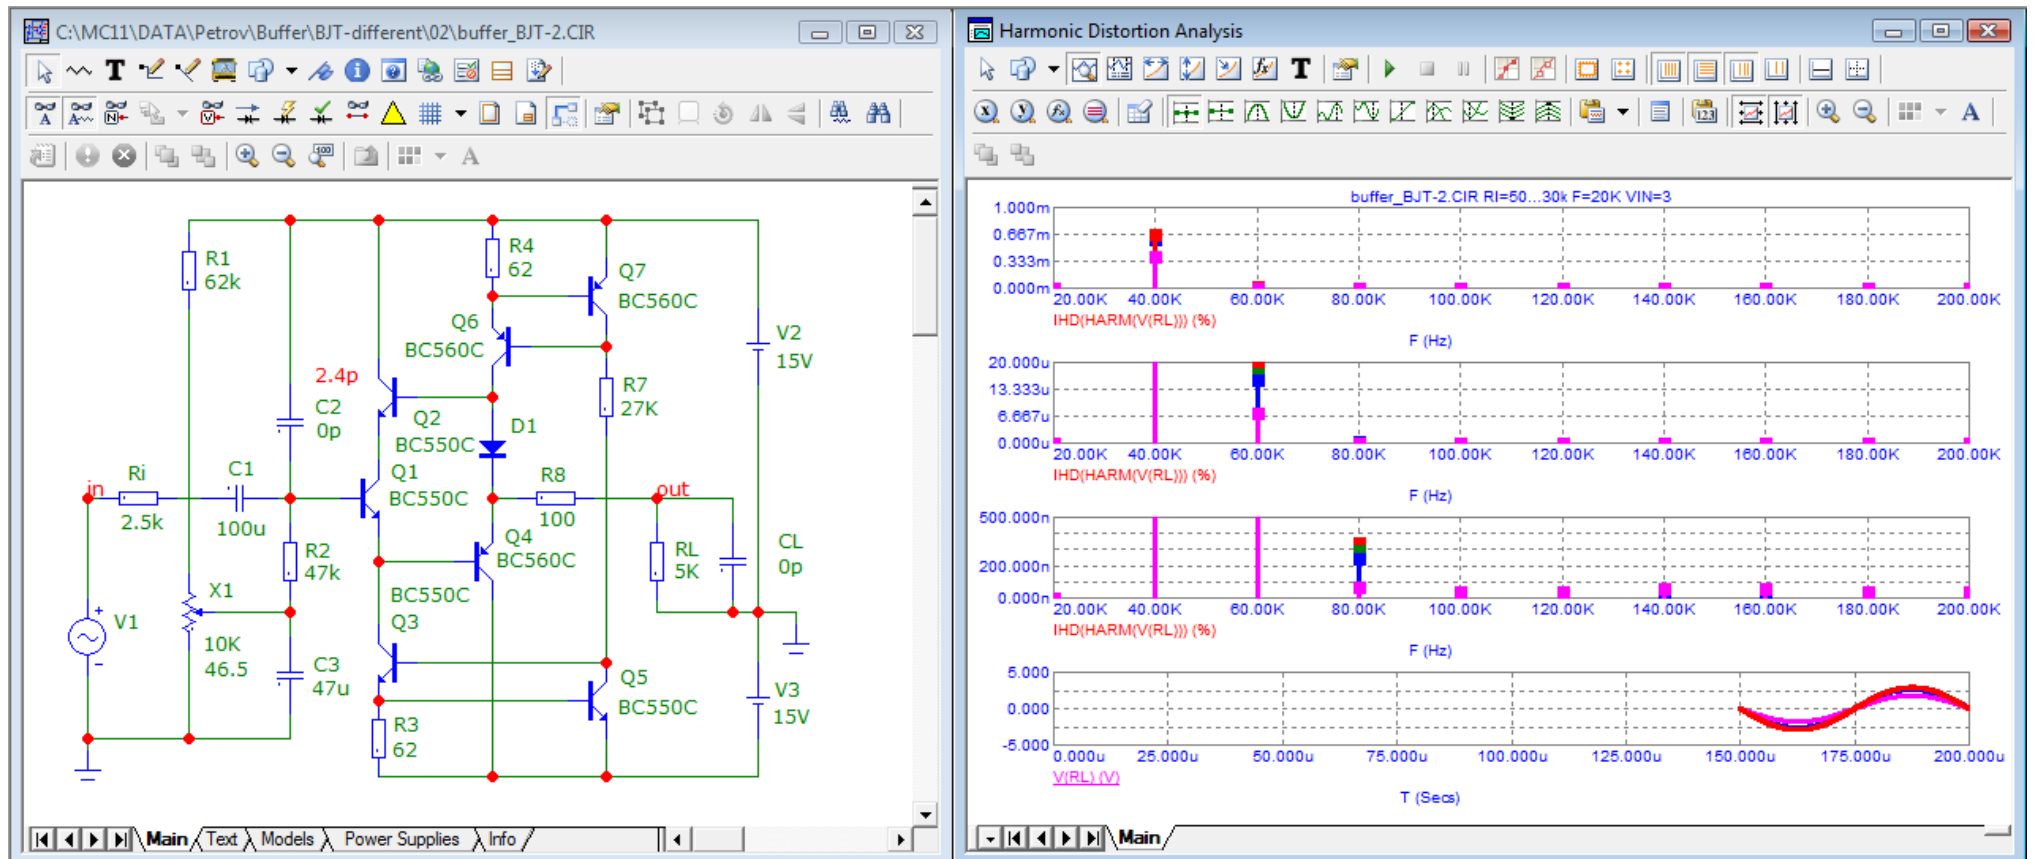 C:\MC11\DATA\Petrov\Buffer\BJT-different\02\buffer_BJT-2.CIR
R1
62k
R4
62
Q7
BC560C
Q6
BC560C
V2
15V
2.4p
C2
0p
Q2
BC550C
D1
R7
27K
in
Ri
2.5k
C1
100u
Q1
BC550C
R8
100
out
R2
47k
Q4
BC560C
RL
5K
CL
0p
X1
10K
46.5
BC550C
Q3
V1
C3
47u
R3
62
Q5
BC550C
V3
15V
Main Text Models Power Supplies Info
Harmonic Distortion Analysis
buffer_BJT-2.CIR RI=50...30k F=20K VIN=3
1.000m
0.667m
0.333m
0.000m
20.00K 40.00K 60.00K 80.00K 100.00K 120.00K 140.00K 160.00K 180.00K 200.00K
IHD(HARM(V(RL))) (%)
F (Hz)
20.000u
13.333u
6.667u
0.000u
20.00K 40.00K 60.00K 80.00K 100.00K 120.00K 140.00K 160.00K 180.00K 200.00K
IHD(HARM(V(RL))) (%)
F (Hz)
500.000n
200.000n
0.000n
20.00K 40.00K 60.00K 80.00K 100.00K 120.00K 140.00K 160.00K 180.00K 200.00K
IHD(HARM(V(RL))) (%)
F (Hz)
5.000
0.000
-5.000
0.000u 25.000u 50.000u 75.000u 100.000u 125.000u 150.000u 175.000u 200.000u
V(RL) (V)
T (Secs)
Main